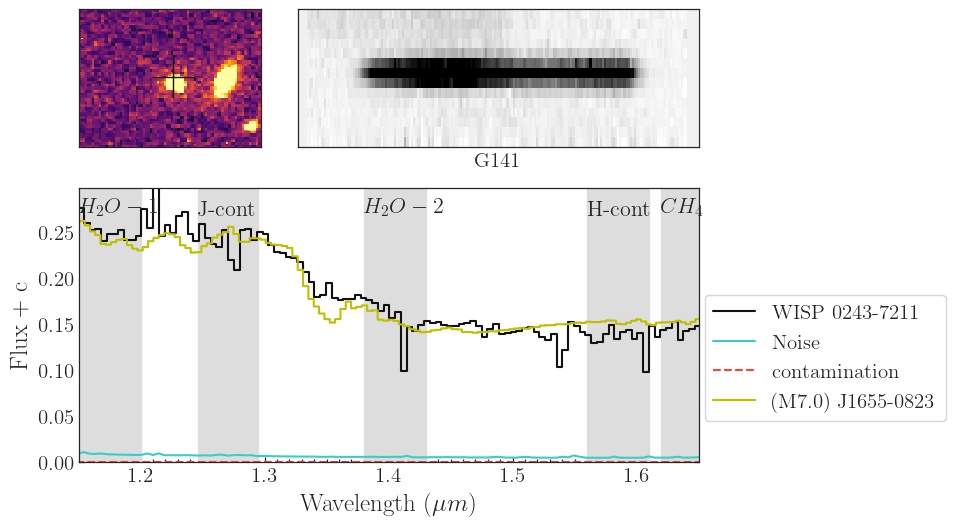 G141
H₂O − 1
J-cont
H₂O − 2
H-cont
CH₄
0.25
0.20
0.15
0.10
0.05
0.00
Flux + c
1.2
1.3
1.4
1.5
1.6
Wavelength (μm)
WISP 0243-7211
Noise
contamination
(M7.0) J1655-0823